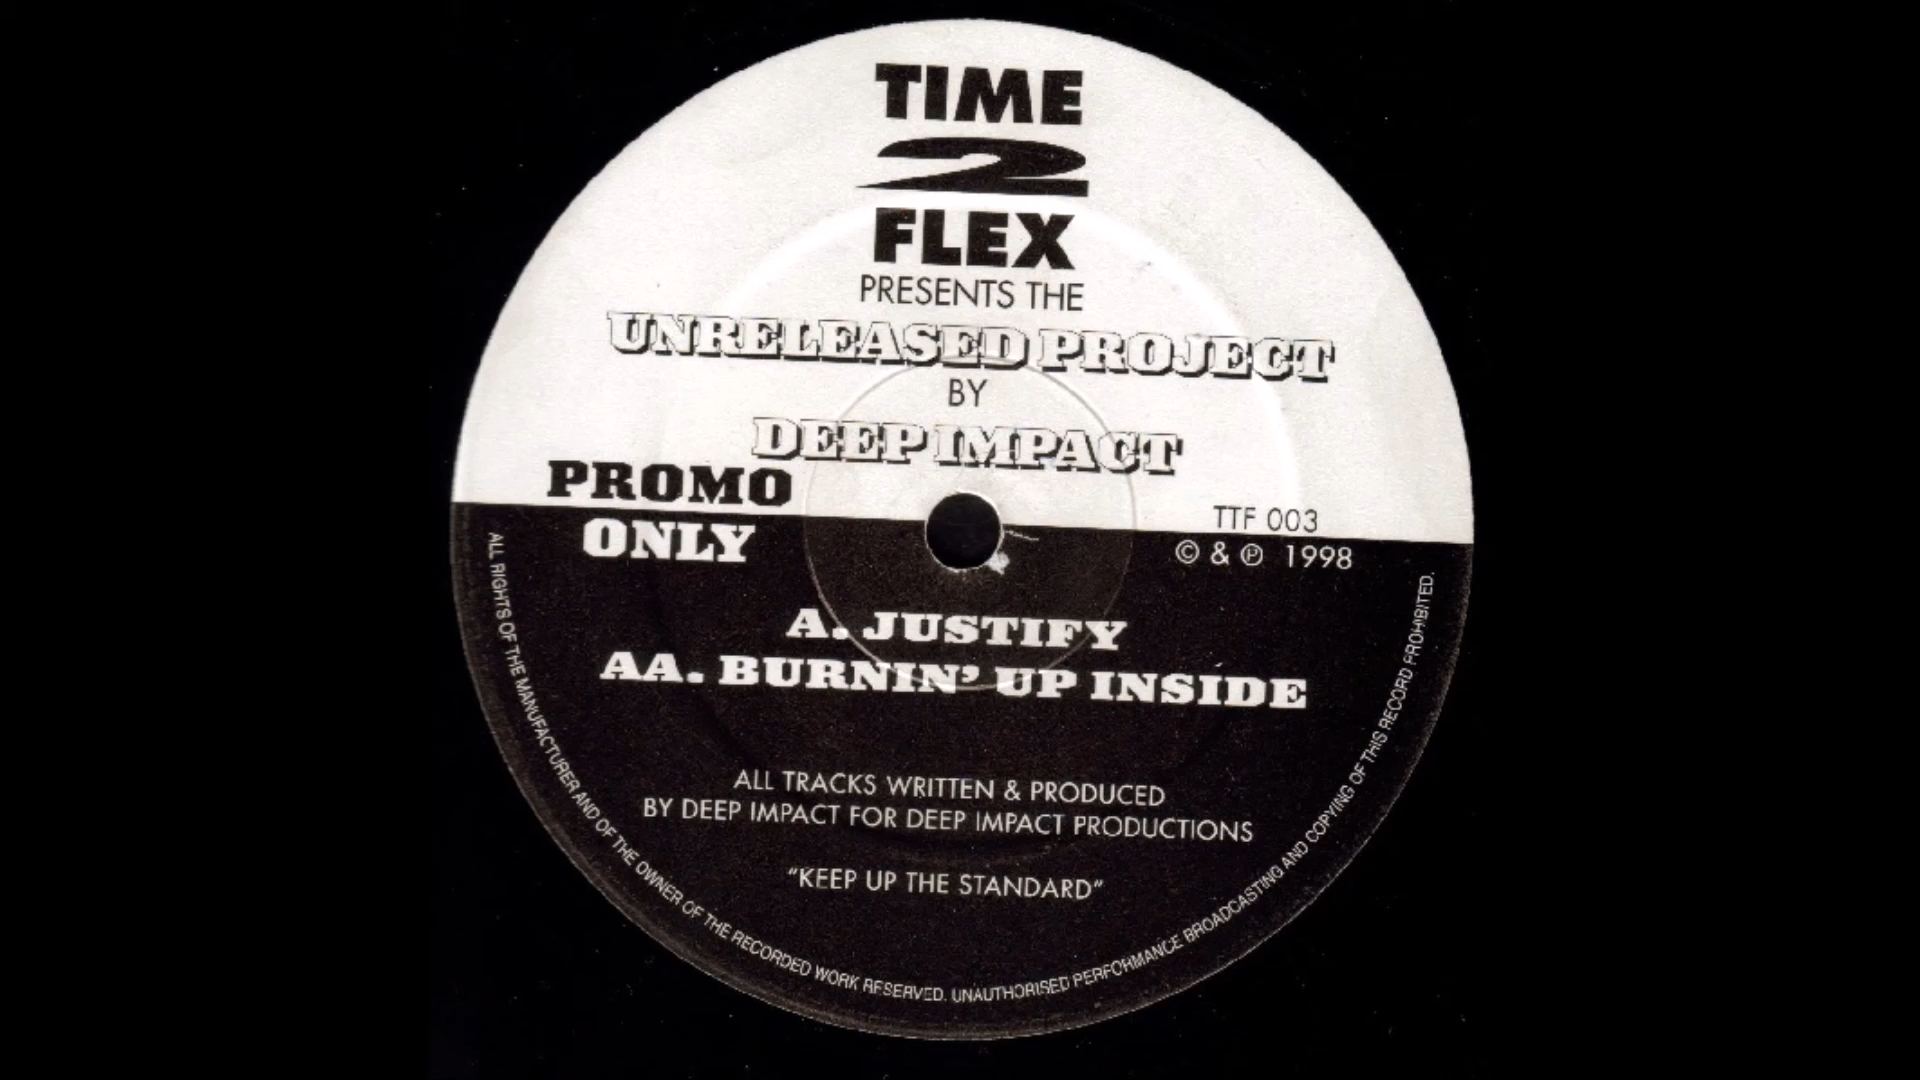 TIME
2
FLEX
PRESENTS THE
UNRELEASED PROJECT
BY
DEEP IMPACT
PROMO
ONLY
TTF 003
© & ℗ 1998
A. JUSTIFY
AA. BURNIN' UP INSIDE
ALL TRACKS WRITTEN & PRODUCED
BY DEEP IMPACT FOR DEEP IMPACT PRODUCTIONS
"KEEP UP THE STANDARD"
ALL RIGHTS OF THE MANUFACTURER AND OF THE OWNER OF THE RECORDED WORK RESERVED. UNAUTHORISED PERFORMANCE BROADCASTING AND COPYING OF THIS RECORD PROHIBITED.